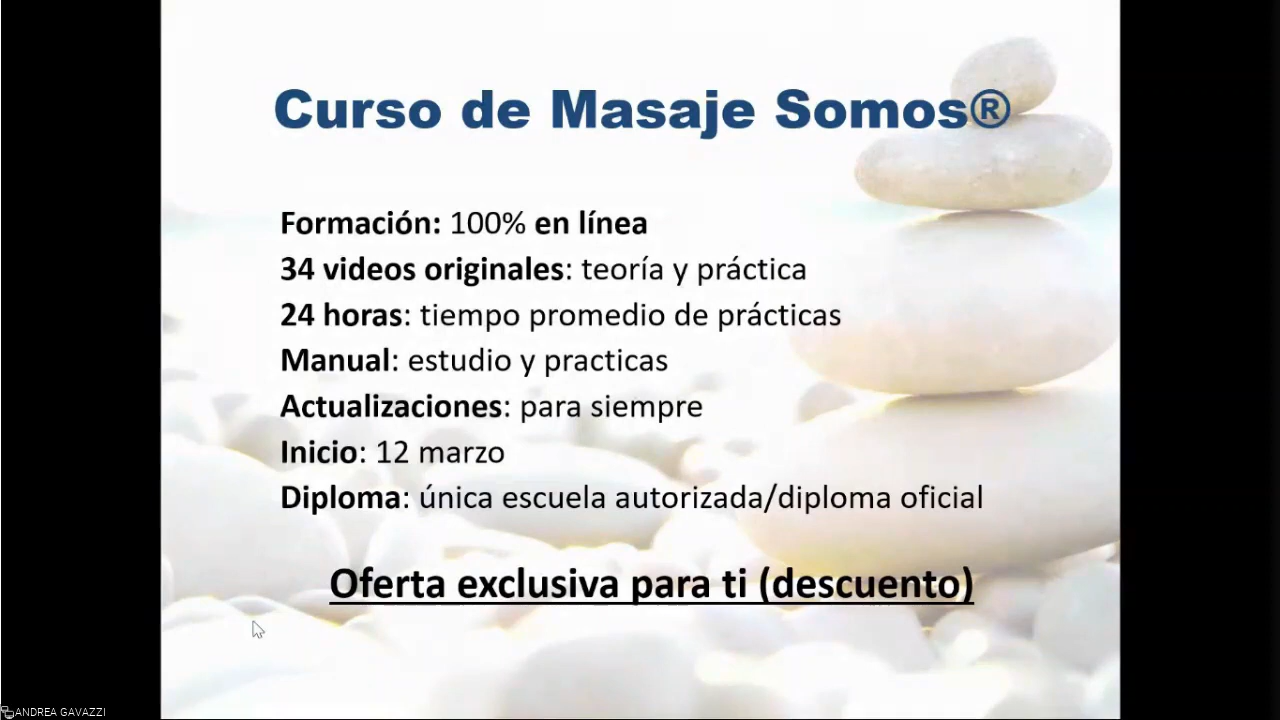 Curso de Masaje Somos®
Formación: 100% en línea
34 videos originales: teoría y práctica
24 horas: tiempo promedio de prácticas
Manual: estudio y practicas
Actualizaciones: para siempre
Inicio: 12 marzo
Diploma: única escuela autorizada/diploma oficial
Oferta exclusiva para ti (descuento)
ANDREA GAVAZZI